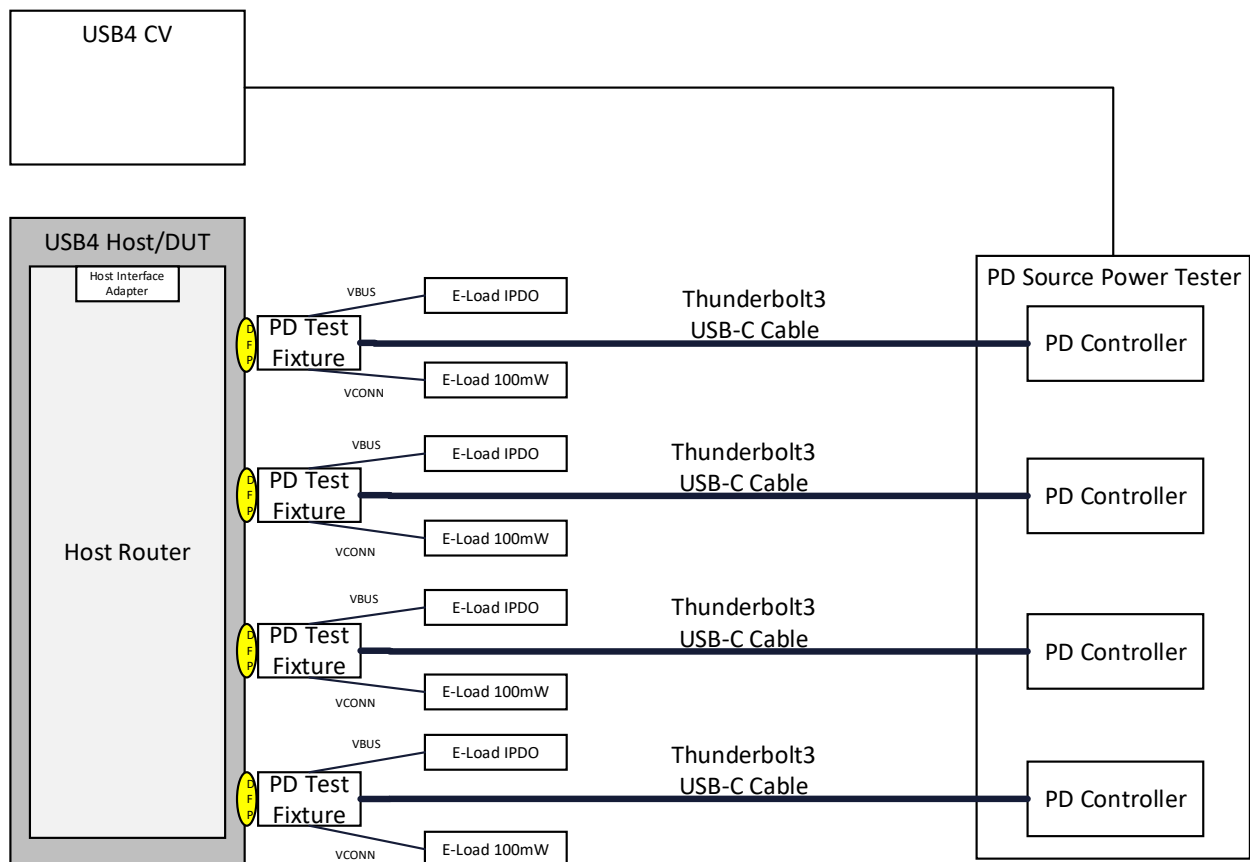 USB4 CV
USB4 Host/DUT
Host Interface
Adapter
Host Router
PD Source Power Tester
D
F
P
PD Test
Fixture
VBUS
E-Load IPDO
VCONN
E-Load 100mW
Thunderbolt3
USB-C Cable
PD Controller
D
F
P
PD Test
Fixture
VBUS
E-Load IPDO
VCONN
E-Load 100mW
Thunderbolt3
USB-C Cable
PD Controller
D
F
P
PD Test
Fixture
VBUS
E-Load IPDO
VCONN
E-Load 100mW
Thunderbolt3
USB-C Cable
PD Controller
D
F
P
PD Test
Fixture
VBUS
E-Load IPDO
VCONN
E-Load 100mW
Thunderbolt3
USB-C Cable
PD Controller